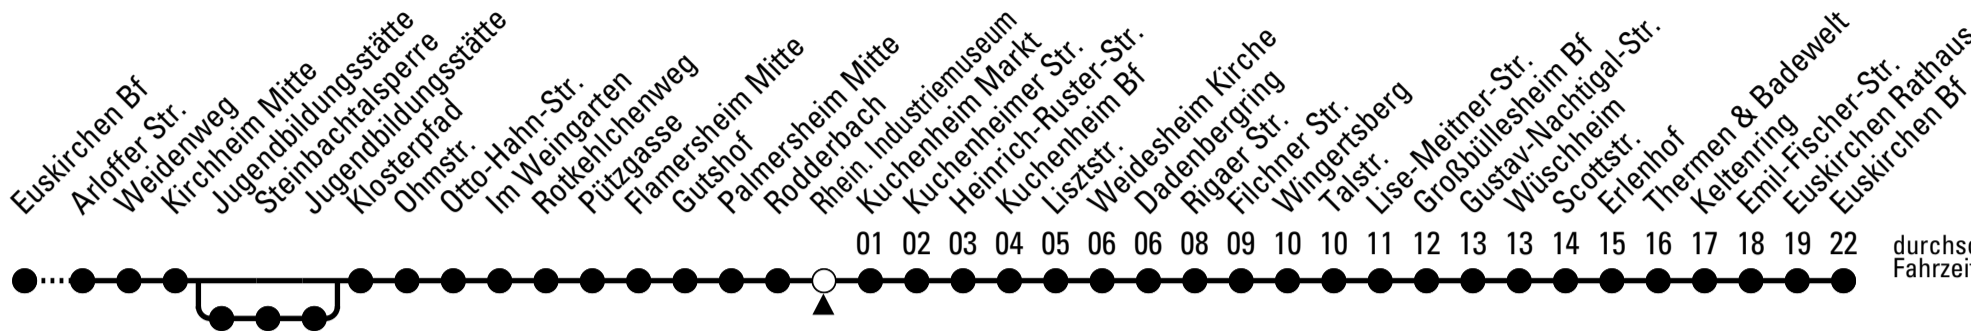 Euskirchen Bf
Arloffer Str.
Weidenweg
Kirchheim Mitte
Jugendbildungsstätte
Steinbachtalsperre
Jugendbildungsstätte
Klosterpfad
Ohmstr.
Otto-Hahn-Str.
Im Weingarten
Rotkehlchenweg
Pützgasse
Flamersheim Mitte
Gutshof
Palmersheim Mitte
Rodderbach
Rhein. Industriemuseum
Kuchenheim Markt
Kuchenheimer Str.
Heinrich-Ruster-Str.
Kuchenheim Bf
Lisztstr.
Weidesheim Kirche
Dadenbergring
Rigaer Str.
Filchner Str.
Wingertsberg
Talstr.
Lise-Meitner-Str.
Großbüllesheim Bf
Gustav-Nachtigal-Str.
Wüschheim
Scottstr.
Erlenhof
Thermen & Badewelt
Keltenring
Emil-Fischer-Str.
Euskirchen Rathaus
Euskirchen Bf
01 02 03 04 05 06 06 08 09 10 10 11 12 13 13 14 15 16 17 18 19 22
Fahrzeit